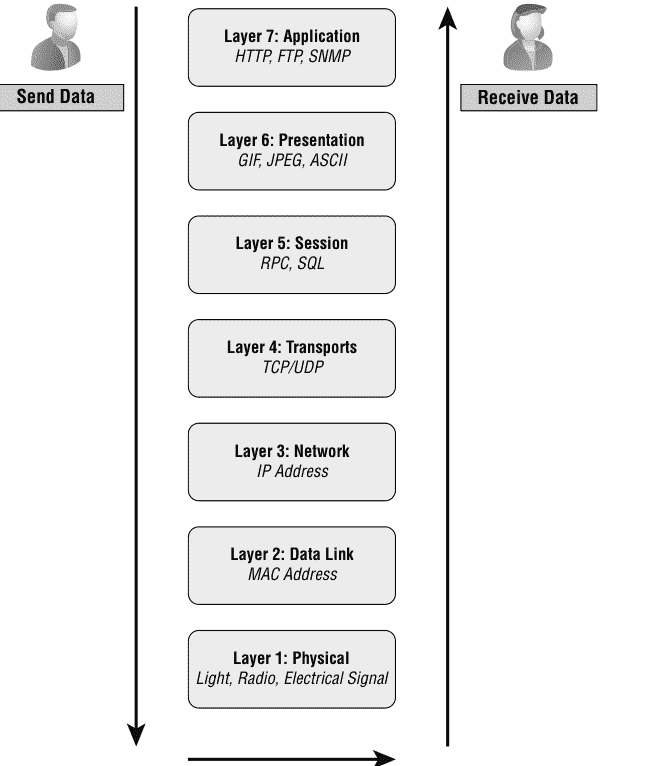 Send Data
Layer 7: Application
HTTP, FTP, SNMP
Receive Data
Layer 6: Presentation
GIF, JPEG, ASCII
Layer 5: Session
RPC, SQL
Layer 4: Transports
TCP/UDP
Layer 3: Network
IP Address
Layer 2: Data Link
MAC Address
Layer 1: Physical
Light, Radio, Electrical Signal